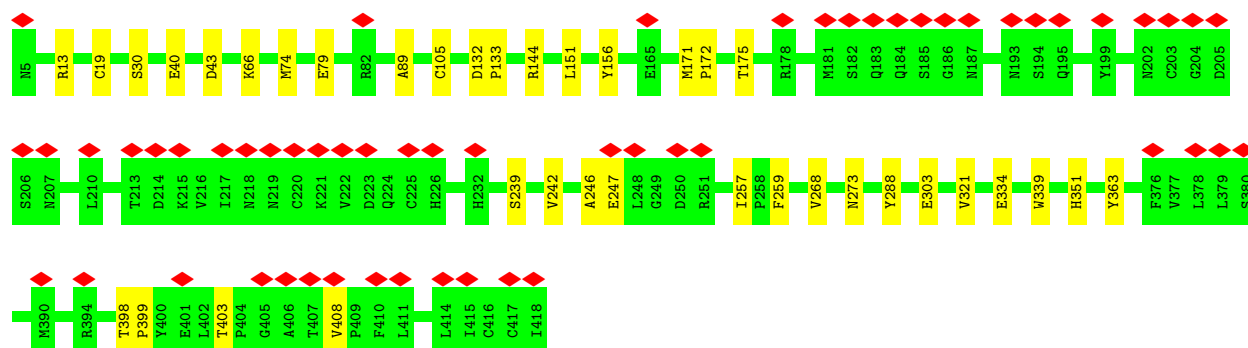 N5 R13 C19 S30 E40 D43 K66 M74 E79 R82 A89 C105 D132 P133 R144 L151 Y156 E165 M171 P172 T175 R178 M181 S182 Q183 Q184 S185 G186 N187 N193 S194 Q195 Y199 N202 C203 G204 D205
S206 N207 L210 T213 D214 K215 V216 I217 N218 N219 C220 K221 V222 D223 Q224 C225 H226 H232 S239 V242 A246 E247 L248 G249 D250 R251 I257 P258 F259 V268 N273 Y288 E303 V321 E334 W339 H351 Y363 F376 V377 L378 L379 S380
M390 R394 T398 P399 Y400 E401 L402 T403 P404 G405 A406 T407 V408 P409 F410 L411 L414 I415 C416 C417 I418